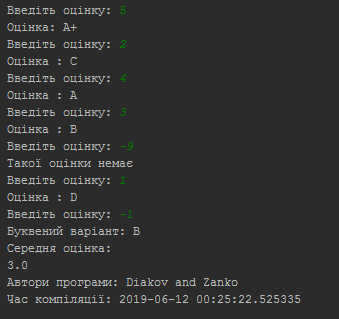 Введіть оцінку: 5
Оцінка: A+
Введіть оцінку: 2
Оцінка : C
Введіть оцінку: 4
Оцінка : A
Введіть оцінку: 3
Оцінка : B
Введіть оцінку: -9
Такої оцінки немає
Введіть оцінку: 1
Оцінка : D
Введіть оцінку: -1
Буквений варіант: B
Середня оцінка:
3.0
Автори програми: Diakov and Zanko
Час компіляції: 2019-06-12 00:25:22.525335